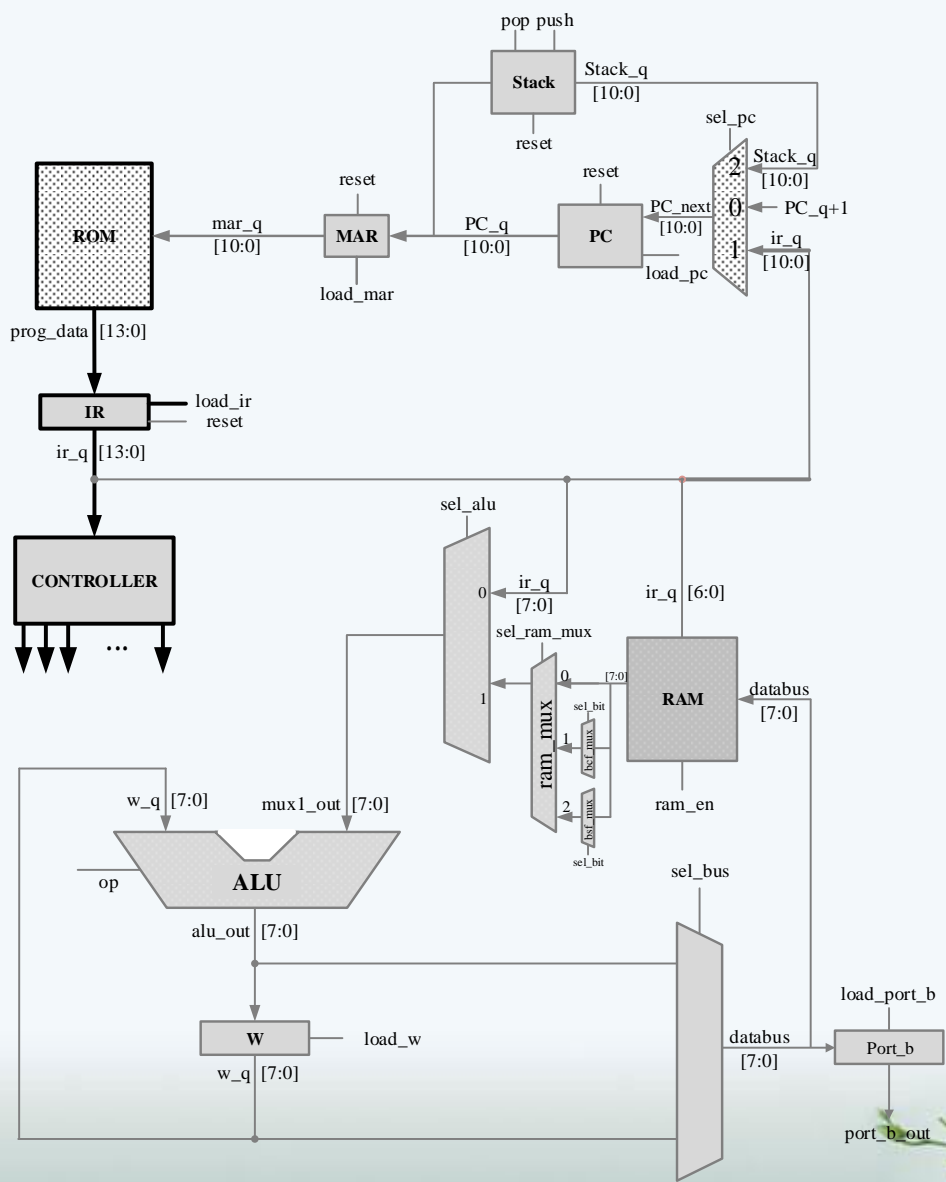 pop push
Stack
Stack_q
[10:0]
reset
sel_pc
2
Stack_q
[10:0]
0
PC_q+1
1
ir_q
[10:0]
PC_next
[10:0]
reset
PC
load_pc
PC_q
[10:0]
reset
MAR
load_mar
mar_q
[10:0]
ROM
prog_data [13:0]
IR
load_ir
reset
ir_q [13:0]
CONTROLLER
...
sel_alu
0
ir_q
[7:0]
1
sel_ram_mux
ram_mux
0
[7:0]
sel_bit
1
bcf_mux
2
bsf_mux
sel_bit
ir_q [6:0]
RAM
databus
[7:0]
ram_en
w_q [7:0]
mux1_out [7:0]
op
ALU
alu_out [7:0]
W
load_w
w_q [7:0]
sel_bus
databus
[7:0]
load_port_b
Port_b
port_b_out